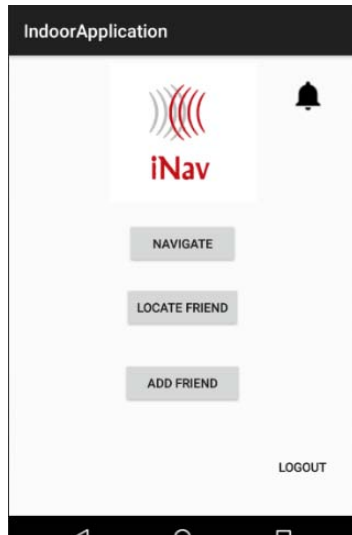 IndoorApplication
iNav
NAVIGATE
LOCATE FRIEND
ADD FRIEND
LOGOUT